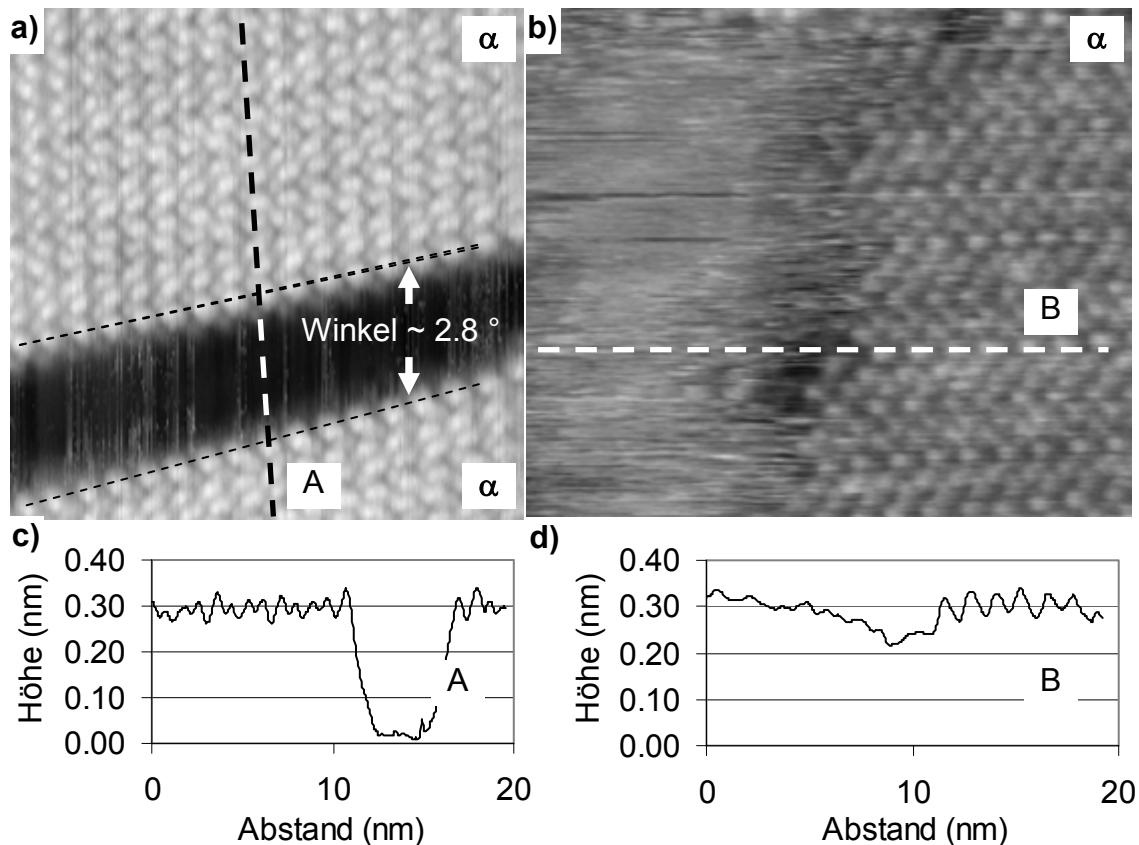 a)
α
Winkel ~ 2.8 °
A
α
b)
α
B
c)
0.40
0.30
0.20
0.10
0.00
Höhe (nm)
A
0
10
20
Abstand (nm)
d)
0.40
0.30
0.20
0.10
0.00
Höhe (nm)
B
0
10
20
Abstand (nm)